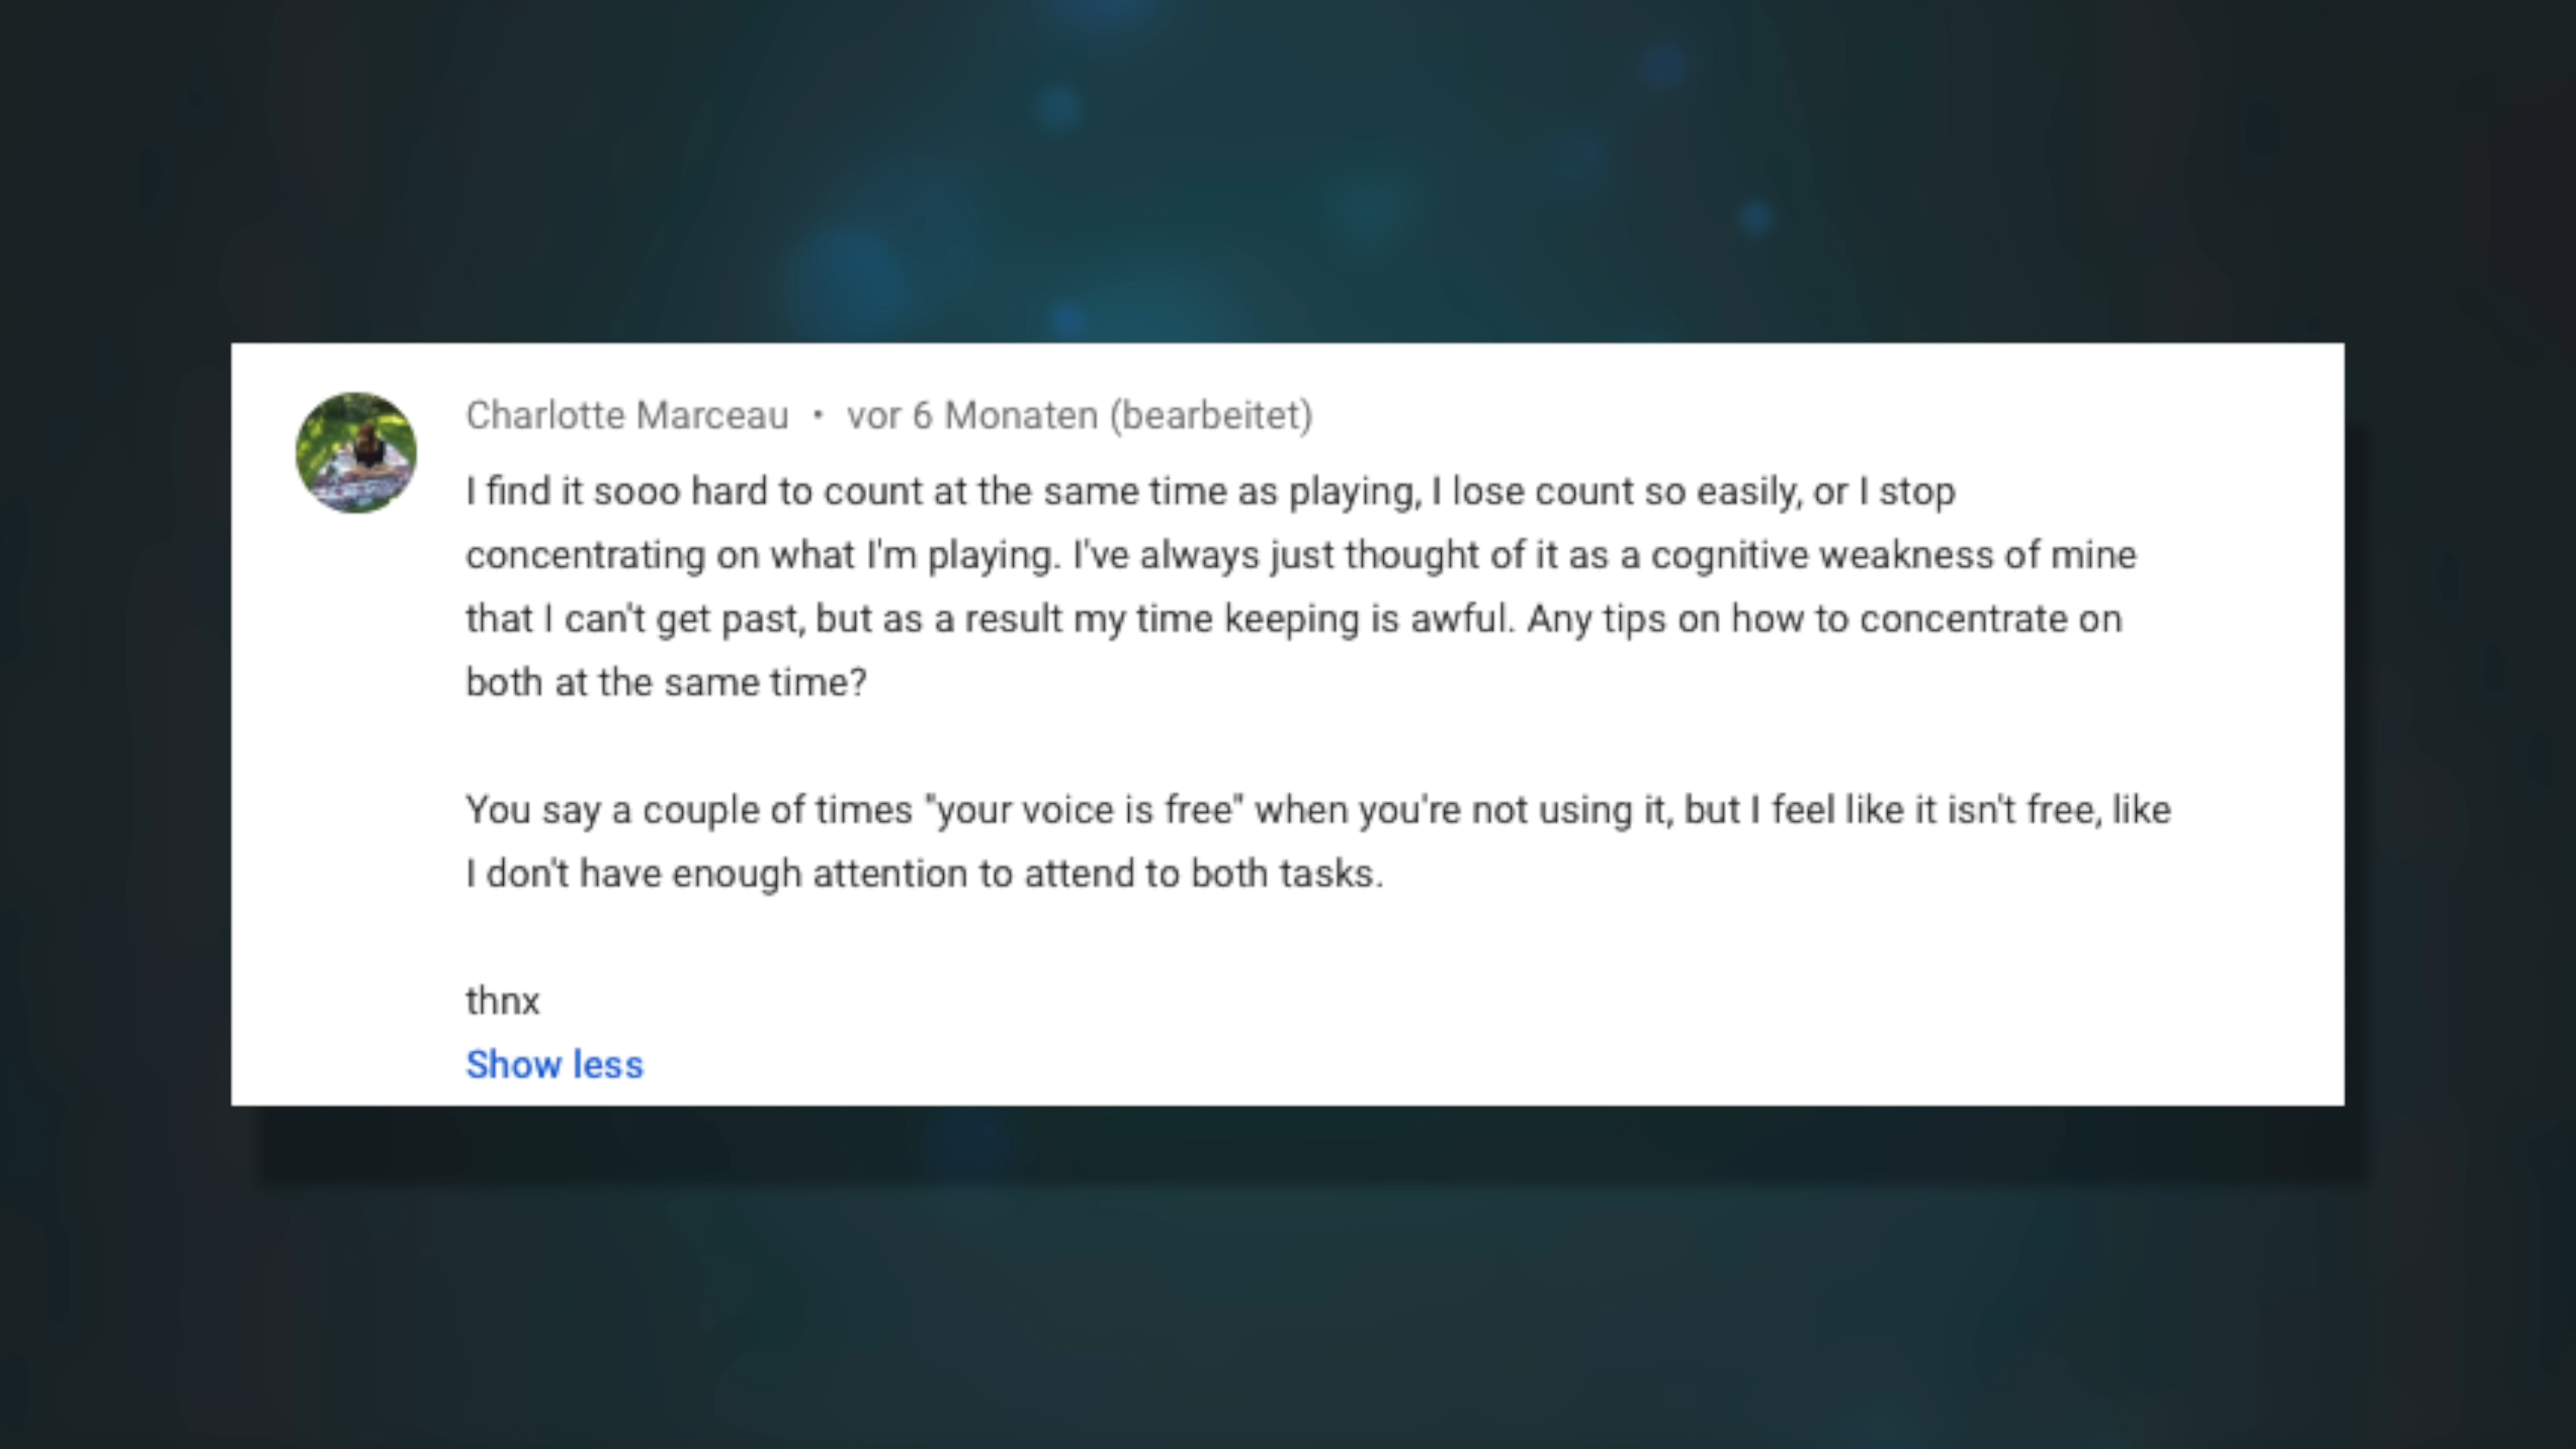 Charlotte Marceau • vor 6 Monaten (bearbeitet)
I find it sooo hard to count at the same time as playing, I lose count so easily, or I stop
concentrating on what I'm playing. I've always just thought of it as a cognitive weakness of mine
that I can't get past, but as a result my time keeping is awful. Any tips on how to concentrate on
both at the same time?
You say a couple of times "your voice is free" when you're not using it, but I feel like it isn't free, like
I don't have enough attention to attend to both tasks.
thnx
Show less